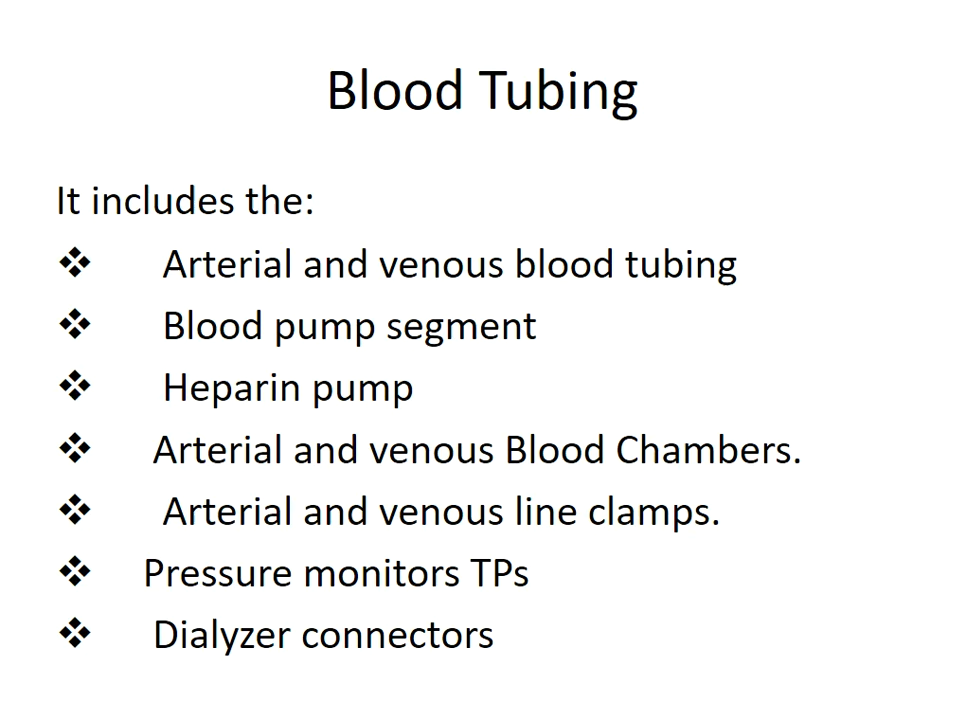 Blood Tubing
It includes the:
❖ Arterial and venous blood tubing
❖ Blood pump segment
❖ Heparin pump
❖ Arterial and venous Blood Chambers.
❖ Arterial and venous line clamps.
❖ Pressure monitors TPs
❖ Dialyzer connectors